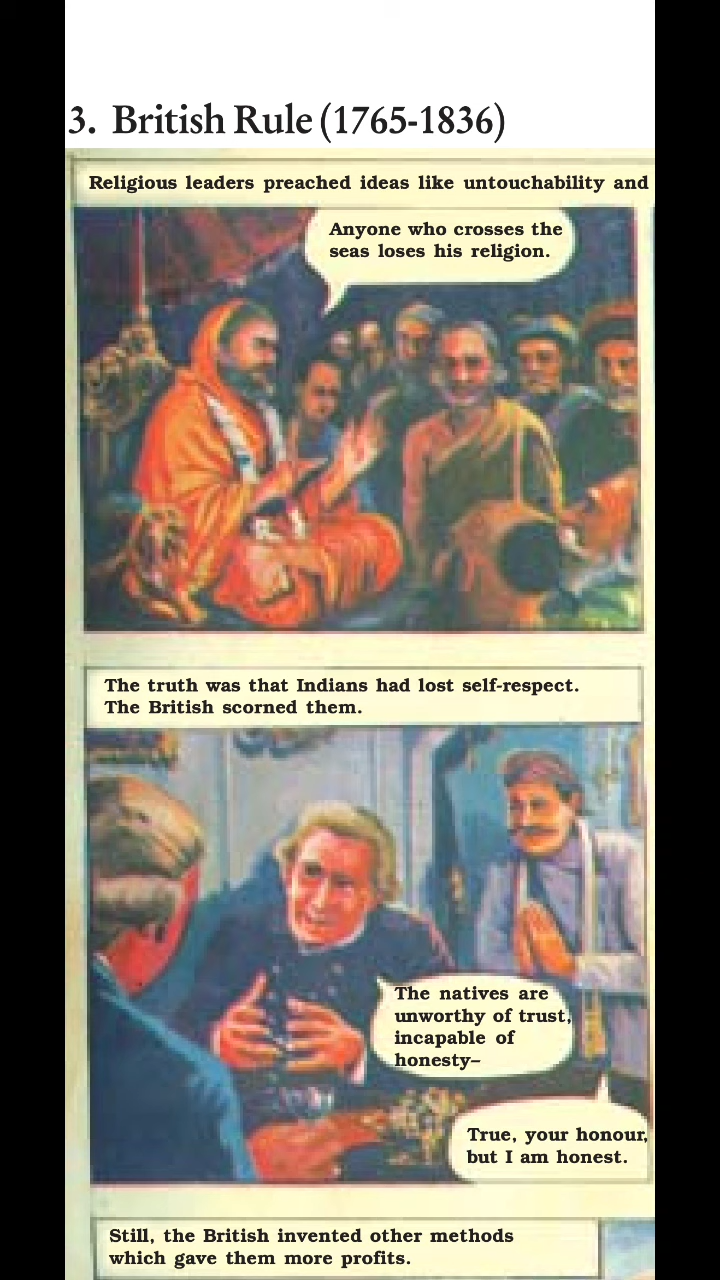 3. British Rule (1765-1836)
Religious leaders preached ideas like untouchability and
Anyone who crosses the
seas loses his religion.
The truth was that Indians had lost self-respect.
The British scorned them.
The natives are
unworthy of trust,
incapable of
honesty–
True, your honour,
but I am honest.
Still, the British invented other methods
which gave them more profits.